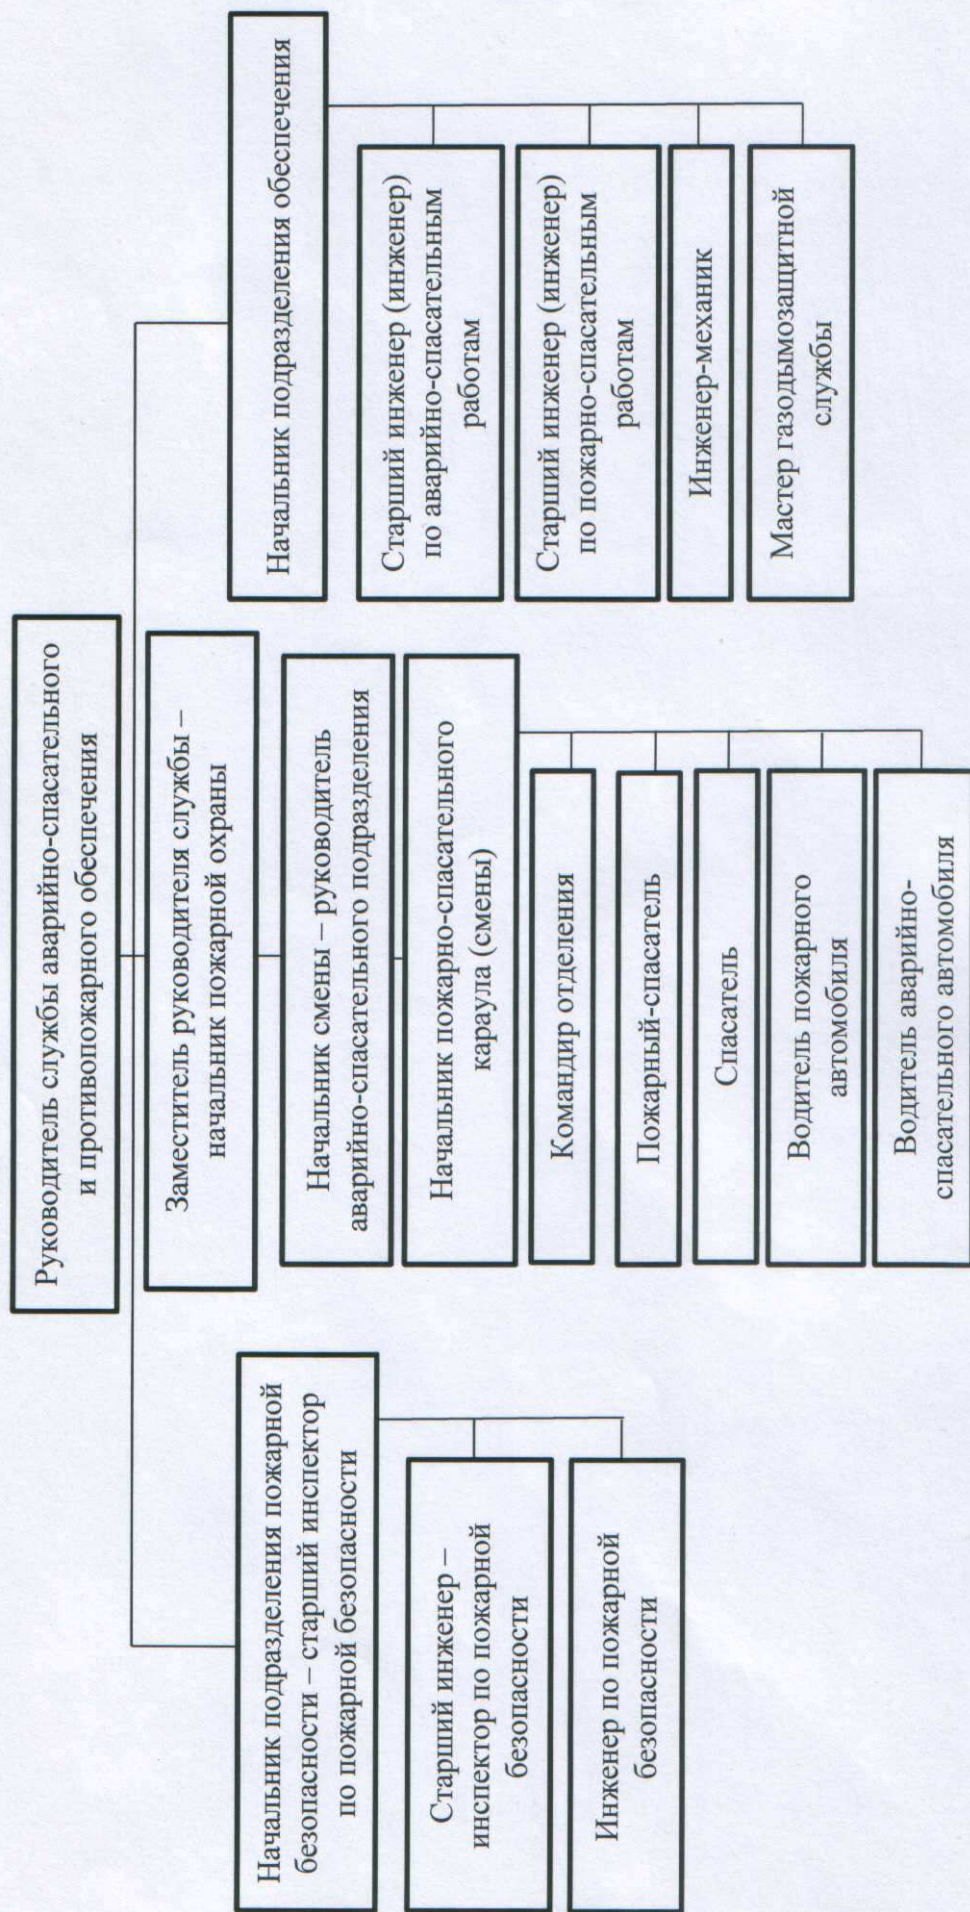 Руководитель службы аварийно-спасательного
и противопожарного обеспечения
Начальник подразделения пожарной
безопасности – старший инспектор
по пожарной безопасности
Старший инженер –
инспектор по пожарной
безопасности
Инженер по пожарной
безопасности
Заместитель руководителя службы –
начальник пожарной охраны
Начальник смены – руководитель
аварийно-спасательного подразделения
Начальник пожарно-спасательного
караула (смены)
Командир отделения
Пожарный-спасатель
Спасатель
Водитель пожарного
автомобиля
Водитель аварийно-
спасательного автомобиля
Начальник подразделения обеспечения
Старший инженер (инженер)
по аварийно-спасательным
работам
Старший инженер (инженер)
по пожарно-спасательным
работам
Инженер-механик
Мастер газодымозащитной
службы